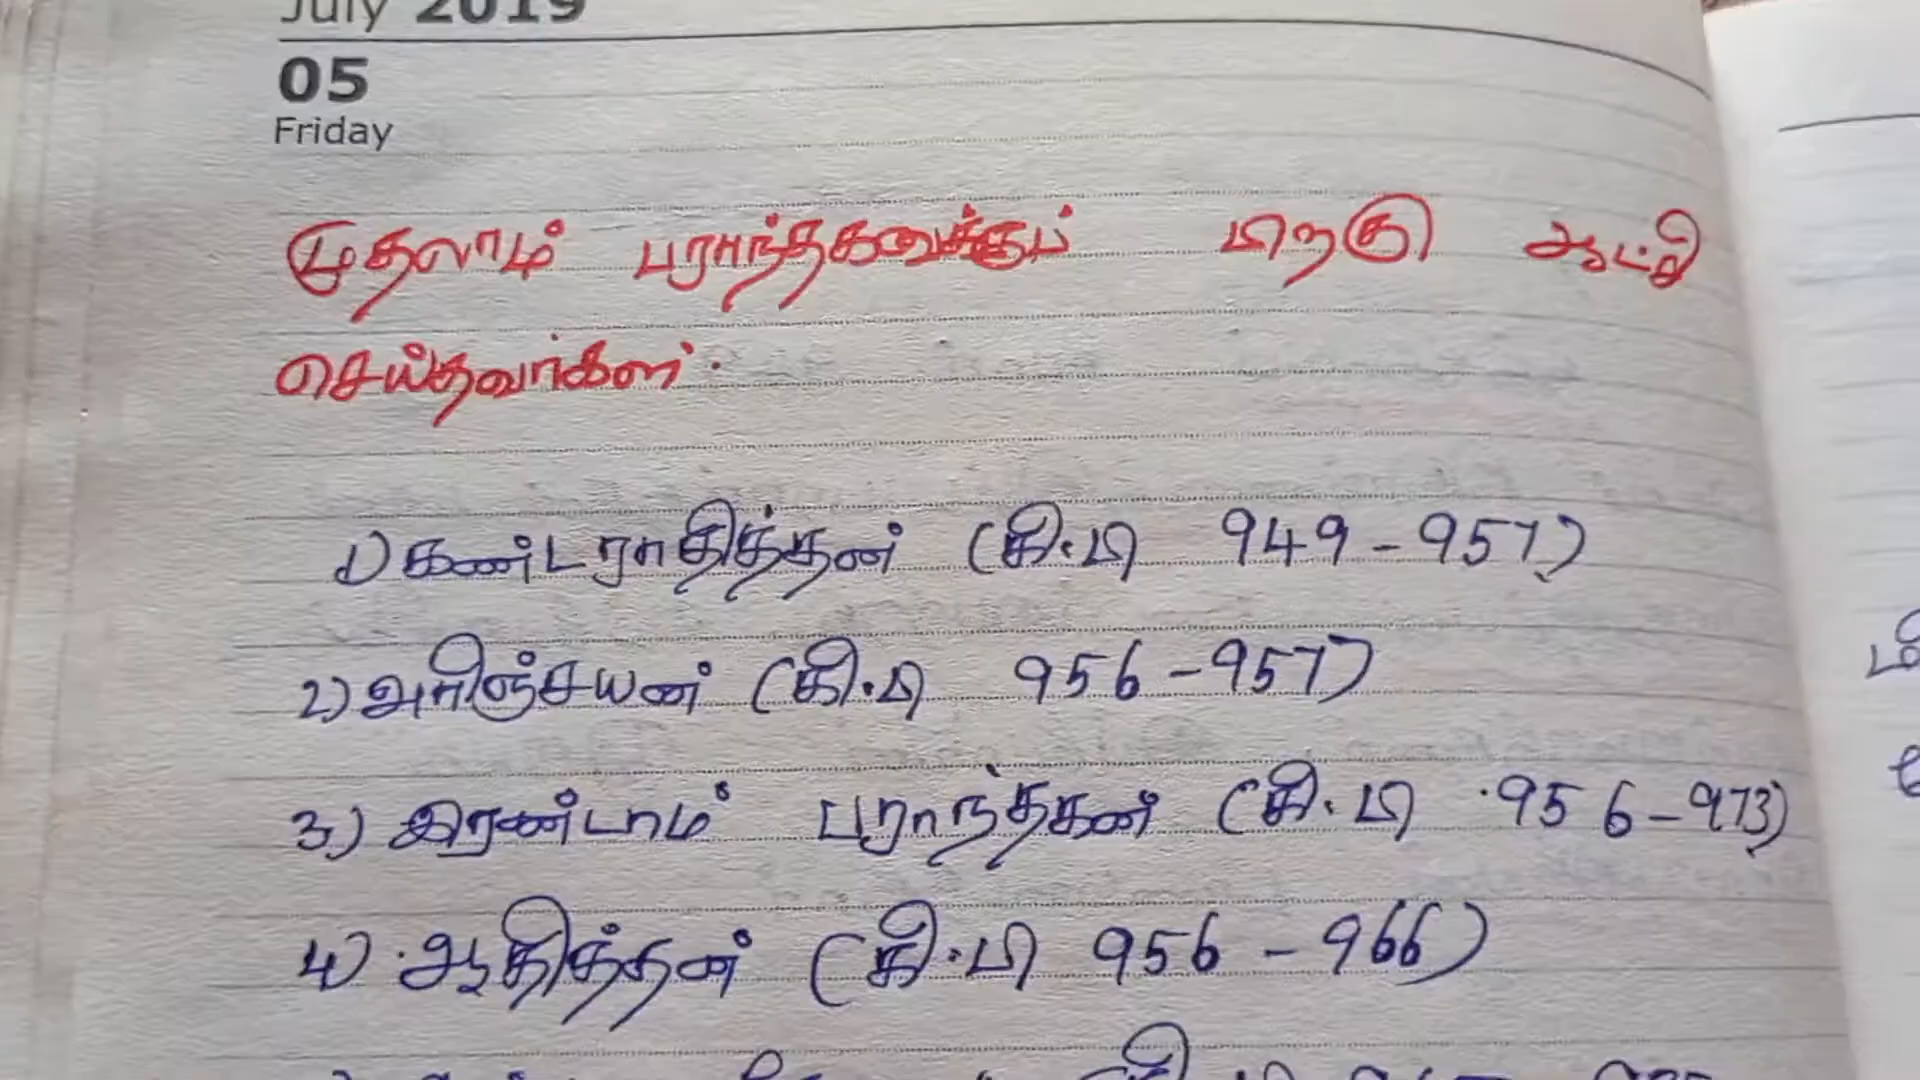 July 2019
05
Friday
முதலாம் பராந்தகனுக்குப் பிறகு ஆட்சி
செய்தவர்கள்.
1) கண்டராதித்தன் (கி.பி 949-957)
2) அரிஞ்சயன் (கி.பி 956-957)
3) இரண்டாம் பராந்தகன் (கி.பி 956-973)
4) ஆதித்தன் (கி.பி 956-966)